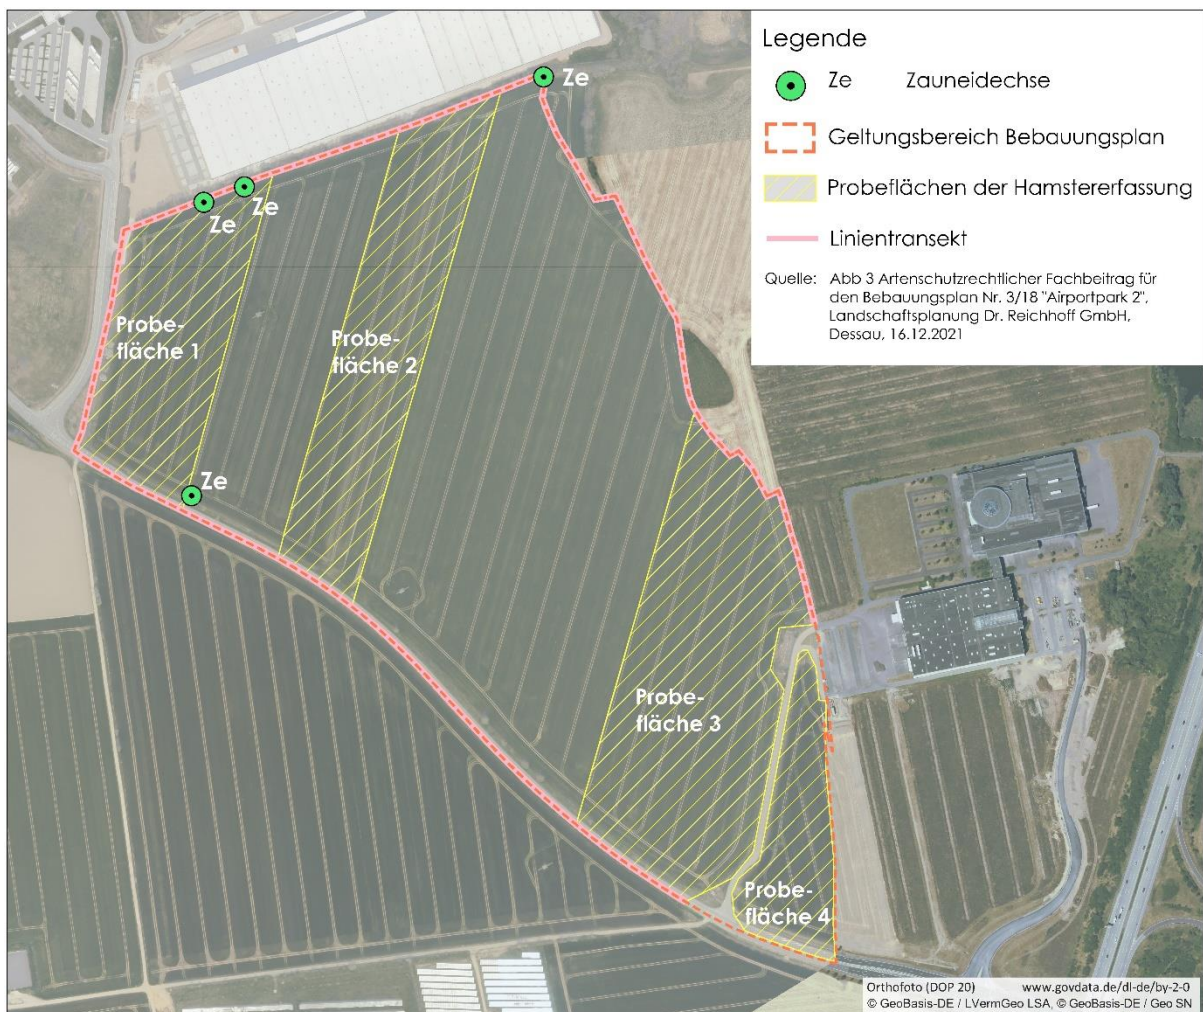 Legende
Ze Zauneidechse
Geltungsbereich Bebauungsplan
Probeflächen der Hamstererfassung
Linientransekt
Quelle: Abb 3 Artenschutzrechtlicher Fachbeitrag für
den Bebauungsplan Nr. 3/18 "Airportpark 2",
Landschaftsplanung Dr. Reichhoff GmbH,
Dessau, 16.12.2021
Ze
Ze
Ze
Probe-
fläche 1
Probe-
fläche 2
Ze
Probe-
fläche 3
Probe-
fläche 4
Orthofoto (DOP 20) www.govdata.de/dl-de/by-2-0
© GeoBasis-DE / LVermGeo LSA, © GeoBasis-DE / Geo SN